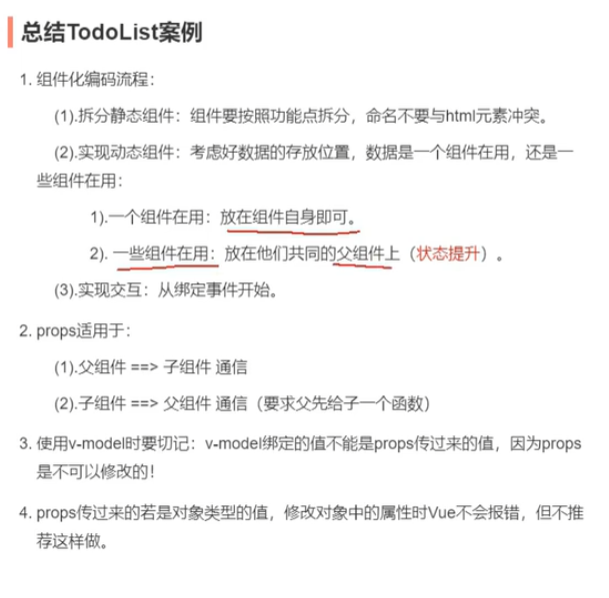 总结TodoList案例
1. 组件化编码流程：
(1).拆分静态组件：组件要按照功能点拆分，命名不要与html元素冲突。
(2).实现动态组件：考虑好数据的存放位置，数据是一个组件在用，还是一
些组件在用：
1).一个组件在用：放在组件自身即可。
2). 一些组件在用：放在他们共同的父组件上（状态提升）。
(3).实现交互：从绑定事件开始。
2. props适用于：
(1).父组件 ==> 子组件 通信
(2).子组件 ==> 父组件 通信（要求父先给子一个函数）
3. 使用v-model时要切记：v-model绑定的值不能是props传过来的值，因为props
是不可以修改的！
4. props传过来的若是对象类型的值，修改对象中的属性时Vue不会报错，但不推
荐这样做。